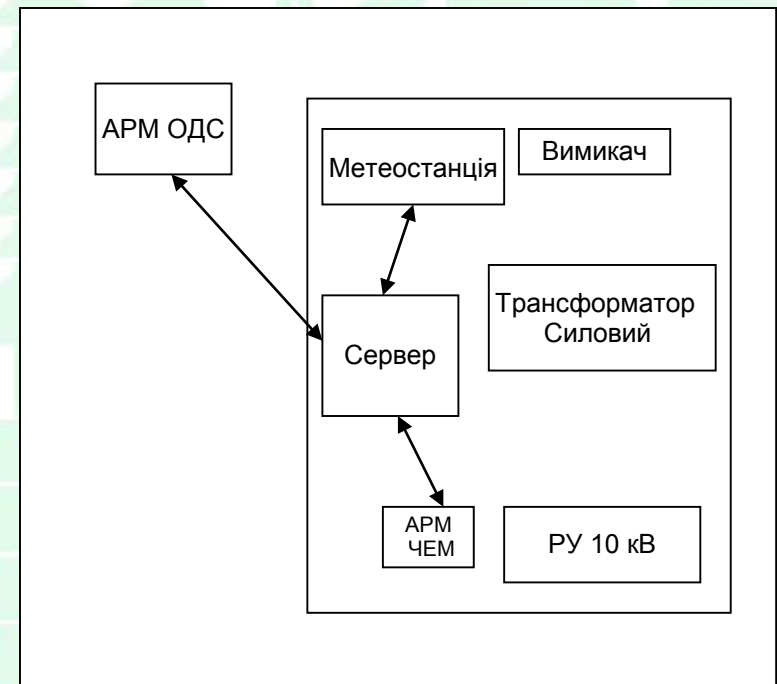 АРМ ОДС
Метеостанція
Вимикач
Трансформатор
Силовий
Сервер
АРМ
ЧЕМ
РУ 10 кВ